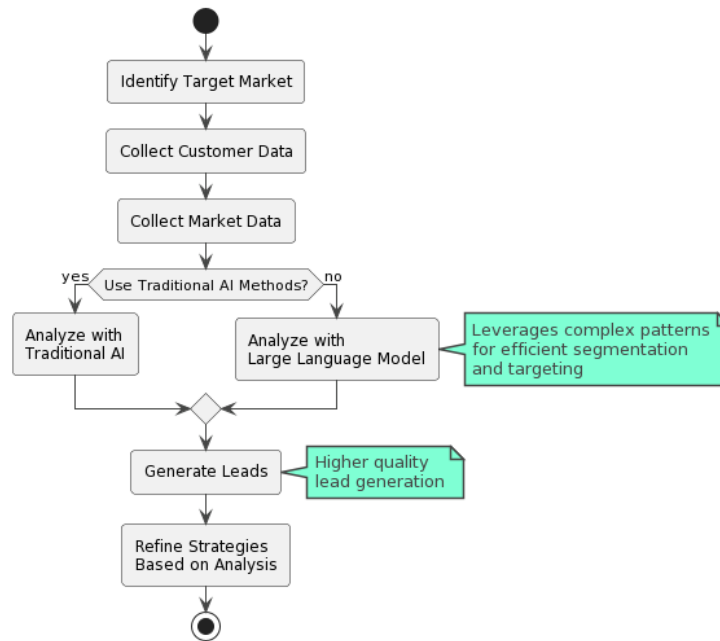 Identify Target Market
Collect Customer Data
Collect Market Data
yes
Use Traditional AI Methods?
no
Analyze with
Traditional AI
Analyze with
Large Language Model
Leverages complex patterns
for efficient segmentation
and targeting
Generate Leads
Higher quality
lead generation
Refine Strategies
Based on Analysis